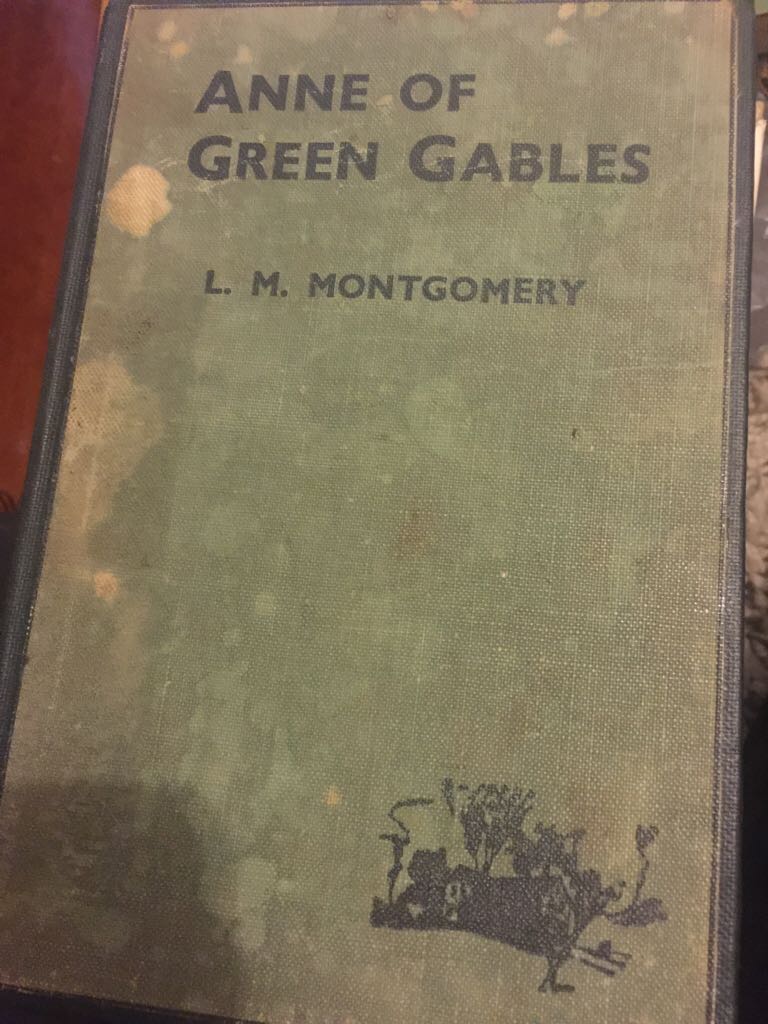 ANNE OF
GREEN GABLES
L. M. MONTGOMERY